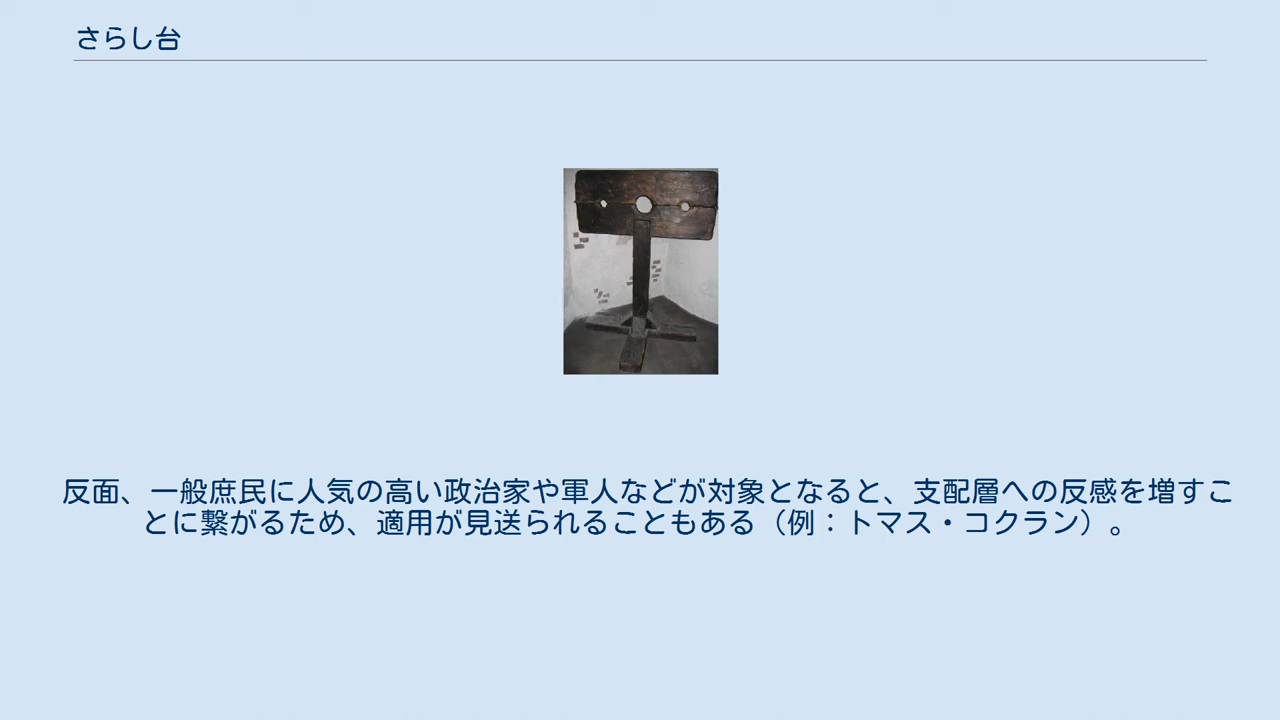 さらし台
反面、一般庶民に人気の高い政治家や軍人などが対象となると、支配層への反感を増すこ
とに繋がるため、適用が見送られることもある（例：トマス・コクラン）。